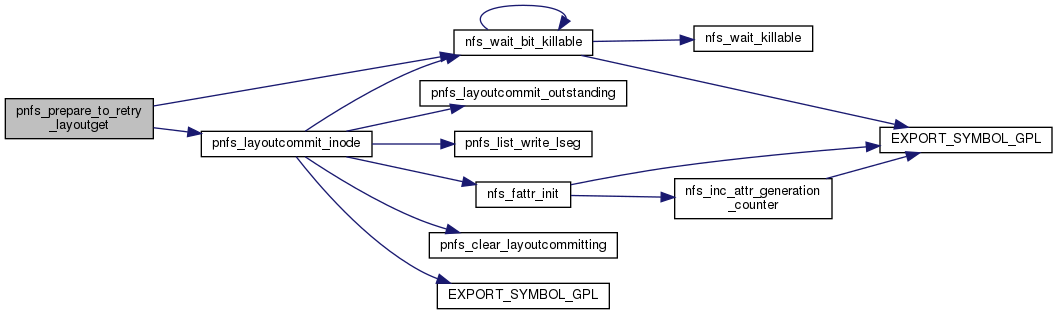 pnfs_prepare_to_retry
_layoutget
nfs_wait_bit_killable
nfs_wait_killable
pnfs_layoutcommit_outstanding
pnfs_layoutcommit_inode
pnfs_list_write_lseg
EXPORT_SYMBOL_GPL
nfs_fattr_init
nfs_inc_attr_generation
_counter
pnfs_clear_layoutcommitting
EXPORT_SYMBOL_GPL